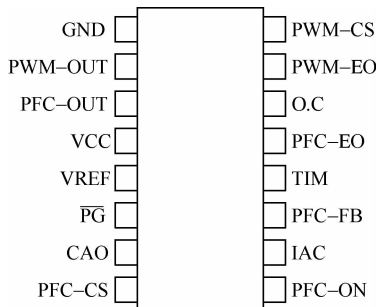 GND PWM–CS
PWM–OUT PWM–EO
PFC–OUT O.C
VCC PFC–EO
VREF TIM
P̅G̅ PFC–FB
CAO IAC
PFC–CS PFC–ON